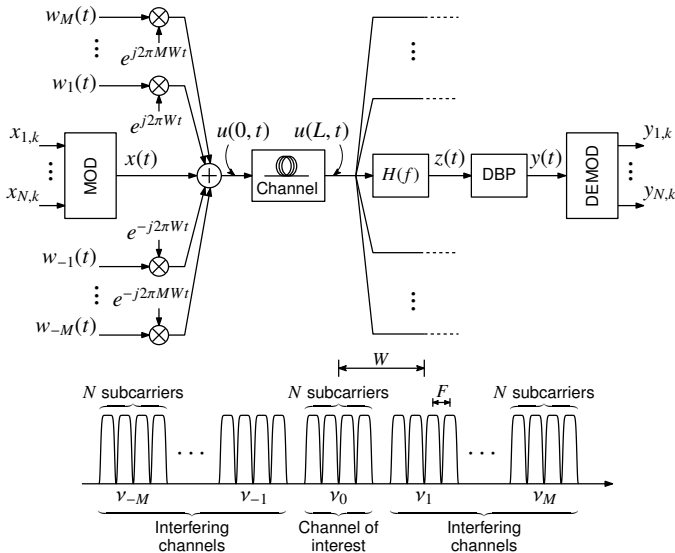 w_M(t)
e^{j2πMWt}
w_1(t)
e^{j2πWt}
x_{1,k}
x_{N,k}
MOD
x(t)
u(0, t)
Channel
u(L, t)
H(f)
z(t)
DBP
y(t)
DEMOD
y_{1,k}
y_{N,k}
e^{-j2πWt}
w_{-1}(t)
e^{-j2πMWt}
w_{-M}(t)
W
N subcarriers
N subcarriers
F
N subcarriers
ν_{-M}
ν_{-1}
ν_0
ν_1
ν_M
Interfering
channels
Channel of
interest
Interfering
channels